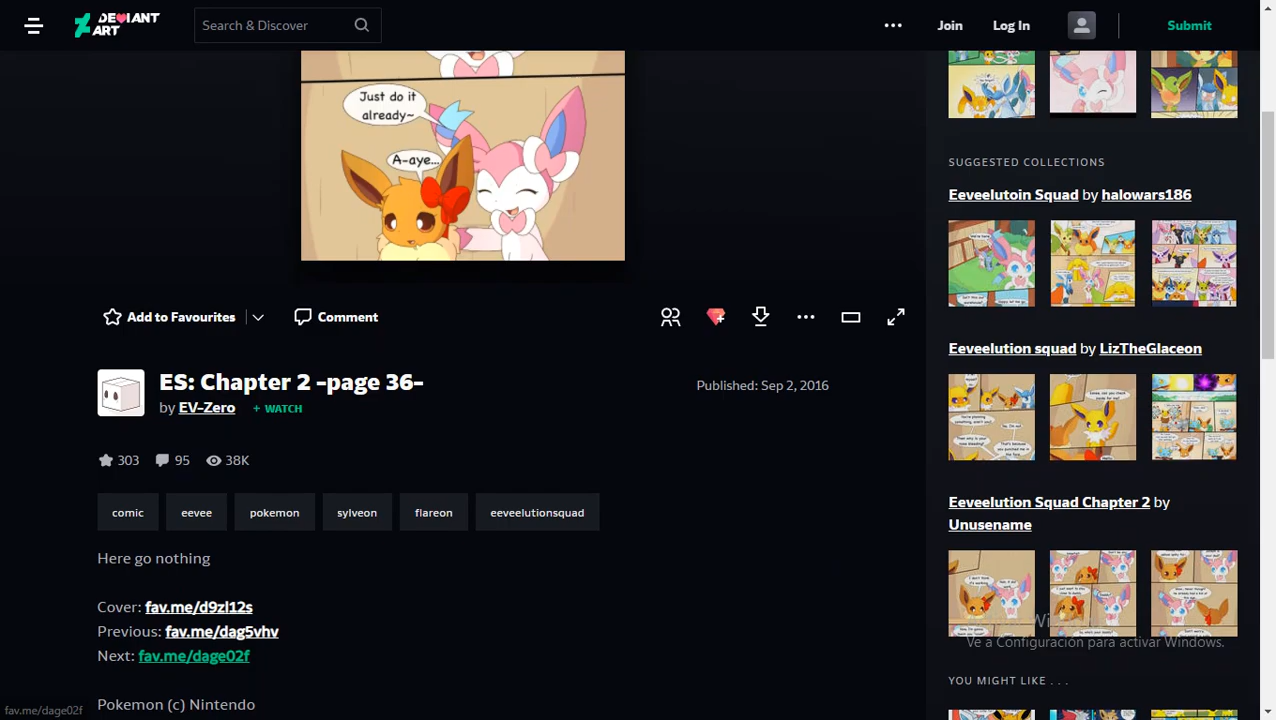 DEVIANT ART
Search & Discover
Join
Log In
Submit
Just do it
already~
A-aye...
Add to Favourites
Comment
ES: Chapter 2 -page 36-
by EV-Zero
+ WATCH
Published: Sep 2, 2016
303
95
38K
comic
eevee
pokemon
sylveon
flareon
eeveelutionsquad
Here go nothing
Cover: fav.me/d9zl12s
Previous: fav.me/dag5vhv
Next: fav.me/dage02f
Pokemon (c) Nintendo
fav.me/dage02f
SUGGESTED COLLECTIONS
Eeveelutoin Squad by halowars186
Eeveelution squad by LizTheGlaceon
Eeveelution Squad Chapter 2 by
Unusename
Ve a Configuración para activar Windows.
YOU MIGHT LIKE . . .